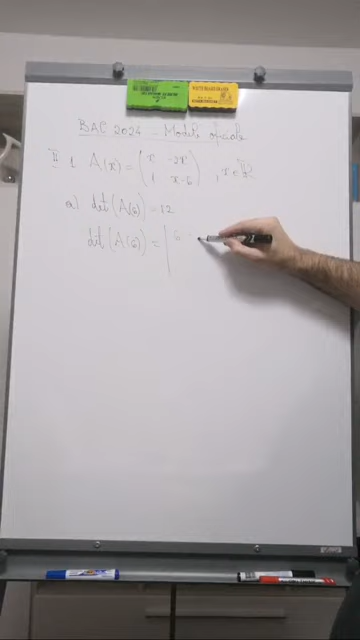 BAC 2024 - Model oficial
II 1 A(x) = (x -2x
1 x-6) , x∈ℝ
a) det(A(6)) = 12
det(A(6)) = | 6 -